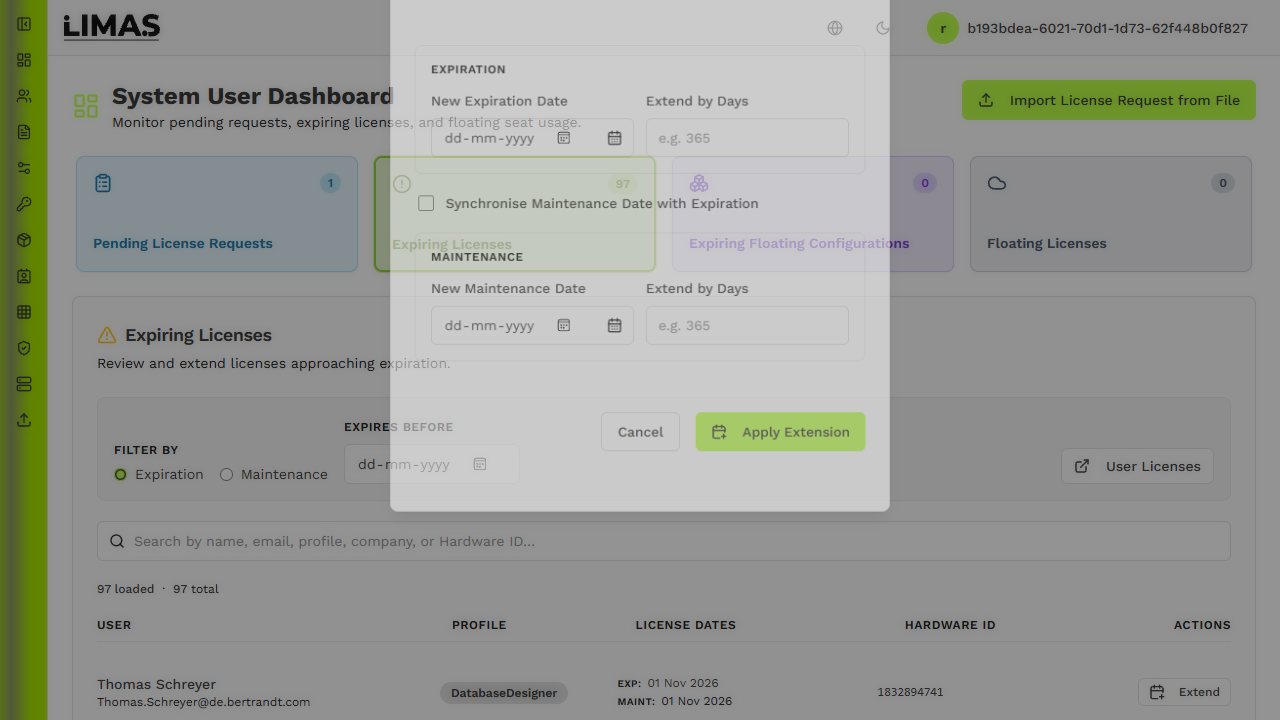 LIMAS
r
b193bdea-6021-70d1-1d73-62f448b0f827
System User Dashboard
Monitor pending requests, expiring licenses, and floating seat usage.
Import License Request from File
EXPIRATION
New Expiration Date
Extend by Days
dd-mm-yyyy
e.g. 365
Synchronise Maintenance Date with Expiration
MAINTENANCE
New Maintenance Date
Extend by Days
dd-mm-yyyy
e.g. 365
Cancel
Apply Extension
1
Pending License Requests
97
Expiring Licenses
0
Expiring Floating Configurations
0
Floating Licenses
Expiring Licenses
Review and extend licenses approaching expiration.
FILTER BY
Expiration
Maintenance
EXPIRES BEFORE
dd-mm-yyyy
User Licenses
Search by name, email, profile, company, or Hardware ID...
97 loaded · 97 total
USER PROFILE LICENSE DATES HARDWARE ID ACTIONS
Thomas Schreyer
Thomas.Schreyer@de.bertrandt.com
DatabaseDesigner
EXP: 01 Nov 2026
MAINT: 01 Nov 2026
1832894741
Extend